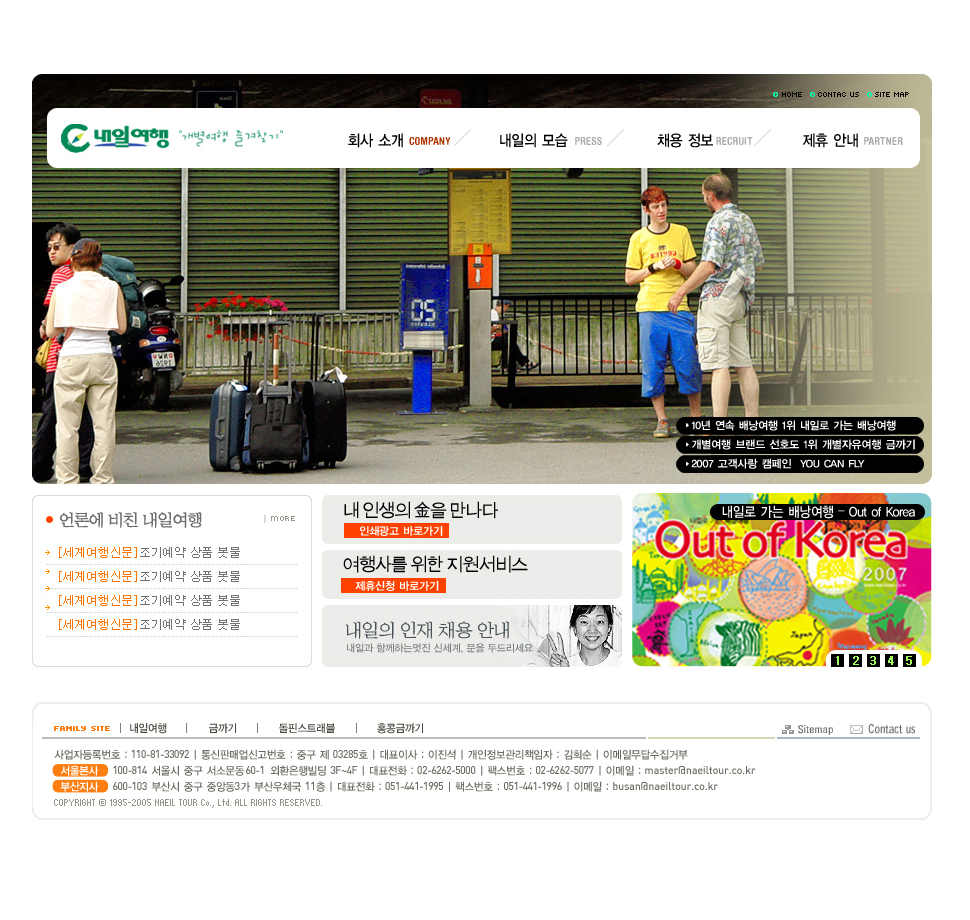 HOME CONTAC US SITE MAP
내일여행 "개별여행 즐겨찾기"
회사 소개 COMPANY 내일의 모습 PRESS 채용 정보 RECRUIT 제휴 안내 PARTNER
05
10년 연속 배낭여행 1위 내일로 가는 배낭여행
개별여행 브랜드 선호도 1위 개별자유여행 금까기
2007 고객사랑 캠페인 YOU CAN FLY
언론에 비친 내일여행 | MORE
[세계여행신문]조기예약 상품 봇물
[세계여행신문]조기예약 상품 봇물
[세계여행신문]조기예약 상품 봇물
[세계여행신문]조기예약 상품 봇물
내 인생의 金을 만나다
인쇄광고 바로가기
여행사를 위한 지원서비스
제휴신청 바로가기
내일의 인재 채용 안내
내일과 함께하는멋진 신세계, 문을 두드리세요
내일로 가는 배낭여행 - Out of Korea
Out of Korea
2007
Japan
1 2 3 4 5
FAMILY SITE | 내일여행 | 금까기 | 돌핀스트래블 | 홍콩금까기
Sitemap Contact us
사업자등록번호 : 110-81-33092 | 통신판매업신고번호 : 중구 제 03285호 | 대표이사 : 이진석 | 개인정보관리책임자 : 김희순 | 이메일무단수집거부
서울본사 100-814 서울시 중구 서소문동60-1 외환은행빌딩 3F~4F | 대표전화 : 02-6262-5000 | 팩스번호 : 02-6262-5077 | 이메일 : master@naeiltour.co.kr
부산지사 600-103 부산시 중구 중앙동3가 부산우체국 11층 | 대표전화 : 051-441-1995 | 팩스번호 : 051-441-1996 | 이메일 : busan@naeiltour.co.kr
COPYRIGHT © 1995-2005 NAEIL TOUR Co., Ltd. ALL RIGHTS RESERVED.